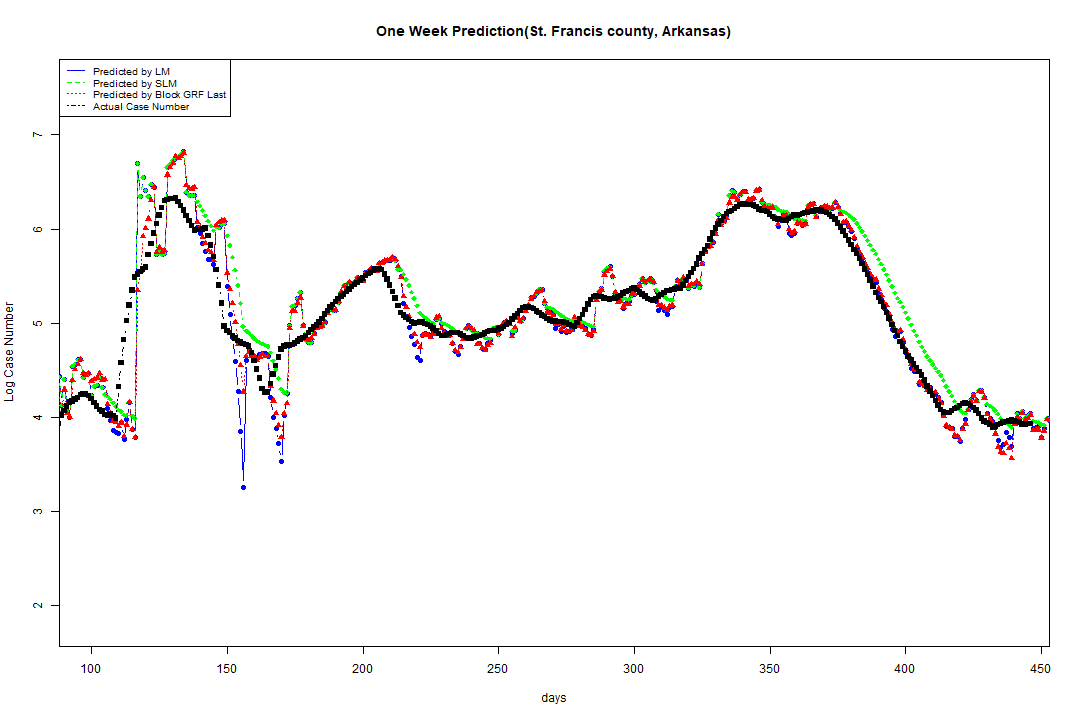 One Week Prediction(St. Francis county, Arkansas)
Predicted by LM
Predicted by SLM
Predicted by Block GRF Last
Actual Case Number
7
6
5
4
3
2
Log Case Number
100 150 200 250 300 350 400 450
days